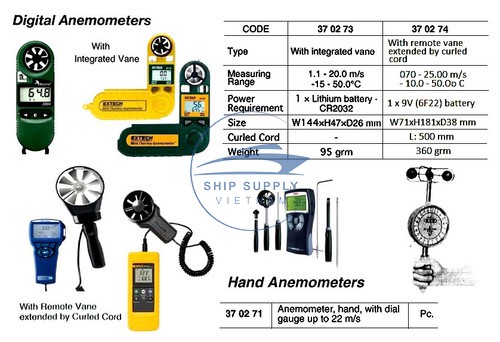 Digital Anemometers
With
Integrated Vane
CODE 37 02 73 37 02 74
Type With integrated vane With remote vane
extended by curled
cord
Measuring
Range 1.1 - 20.0 m/s
-15 - 50.0°C 070 - 25.00 m/s
- 10.0 - 50.Oo C
Power
Requirement 1 × Lithium battery -
CR2032 1 x 9V (6F22) battery
Size W144xH47xD26 mm W71xH181xD38 mm
Curled Cord - L: 500 mm
Weight 95 grm 360 grm
EXTECH
EXTECH
64.8
SHIP SUPPLY
VIETNAM
With Remote Vane
extended by Curled Cord
Hand Anemometers
37 02 71 Anemometer, hand, with dial
gauge up to 22 m/s Pc.